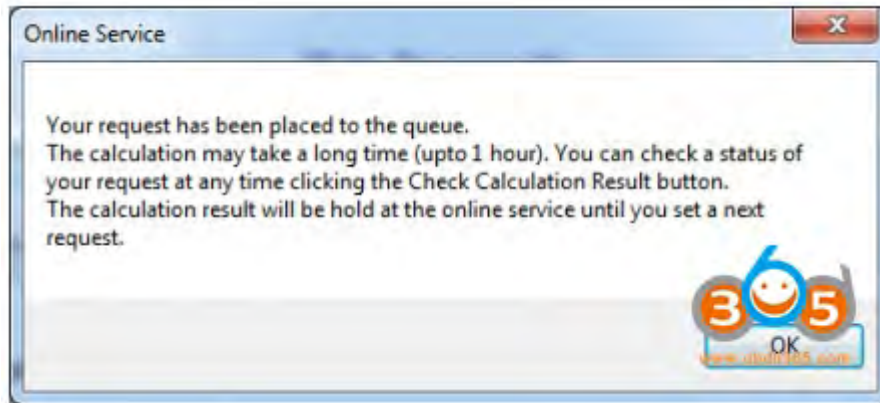 Online Service
Your request has been placed to the queue.
The calculation may take a long time (upto 1 hour). You can check a status of
your request at any time clicking the Check Calculation Result button.
The calculation result will be hold at the online service until you set a next
request.
365
OK